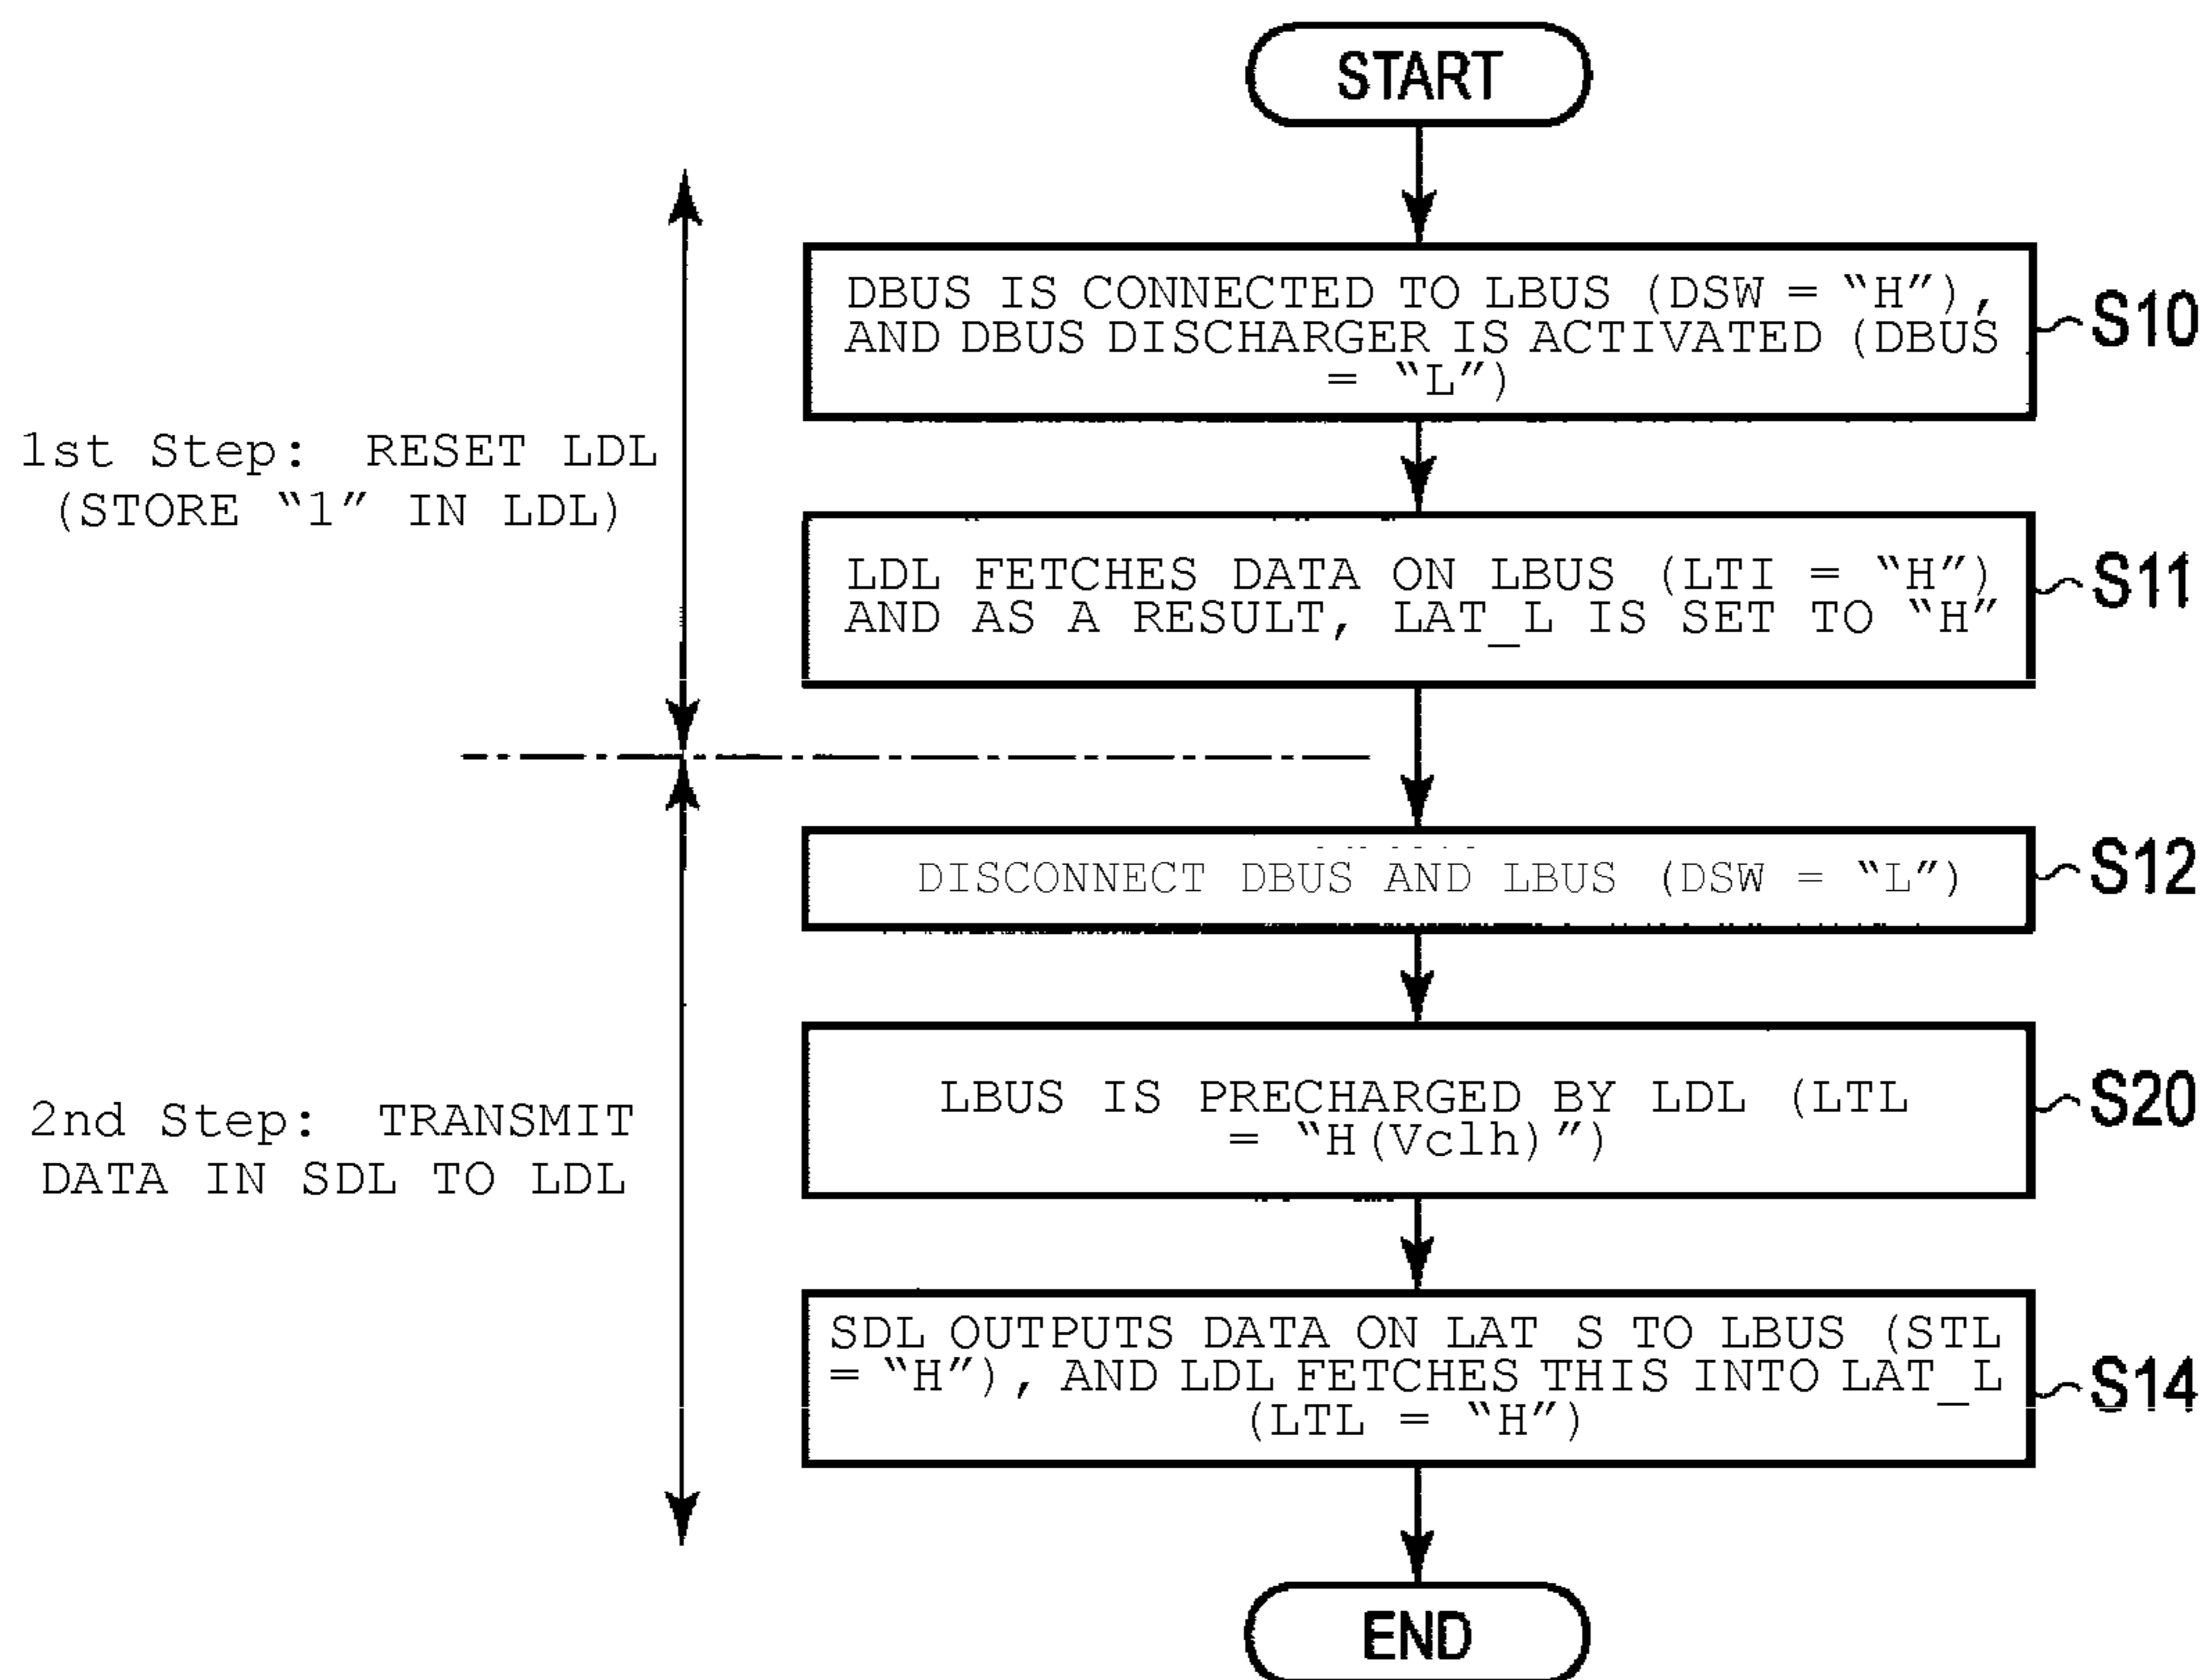 START
DBUS IS CONNECTED TO LBUS (DSW = “H”),
AND DBUS DISCHARGER IS ACTIVATED (DBUS
= “L”)
S10
1st Step: RESET LDL
(STORE “1” IN LDL)
LDL FETCHES DATA ON LBUS (LTI = “H”)
AND AS A RESULT, LAT_L IS SET TO “H”
S11
DISCONNECT DBUS AND LBUS (DSW = “L”)
S12
LBUS IS PRECHARGED BY LDL (LTL
= “H(Vclh)”)
S20
2nd Step: TRANSMIT
DATA IN SDL TO LDL
SDL OUTPUTS DATA ON LAT S TO LBUS (STL
= “H”), AND LDL FETCHES THIS INTO LAT_L
(LTL = “H”)
S14
END